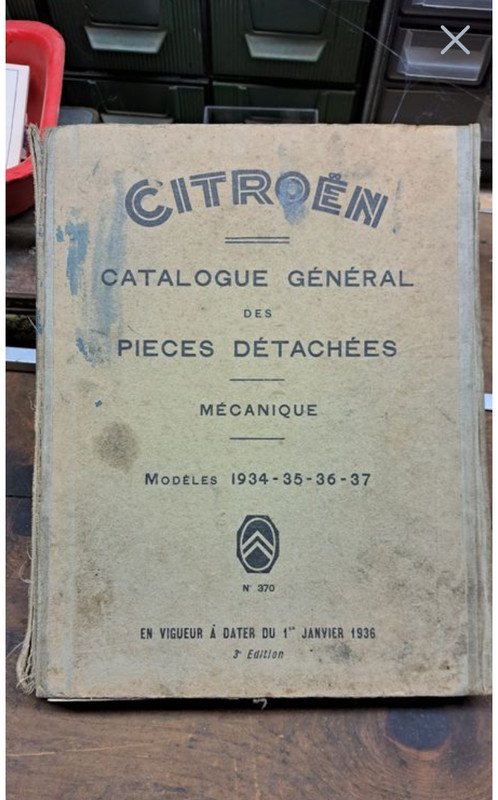 CITROËN
CATALOGUE GÉNÉRAL
DES
PIECES DÉTACHÉES
MÉCANIQUE
MODÈLES 1934-35-36-37
N° 370
EN VIGUEUR À DATER DU 1er JANVIER 1936
3e Edition